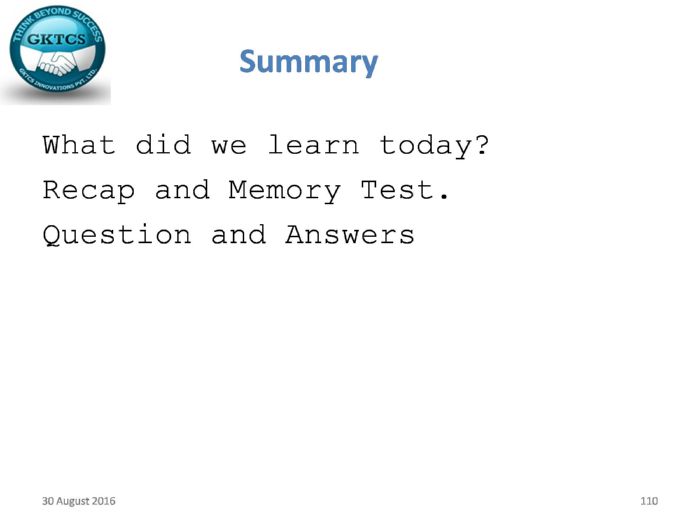 THINK BEYOND SUCCESS
GKTCS
GKTCS INNOVATIONS PVT. LTD.
Summary
What did we learn today?
Recap and Memory Test.
Question and Answers
30 August 2016
110